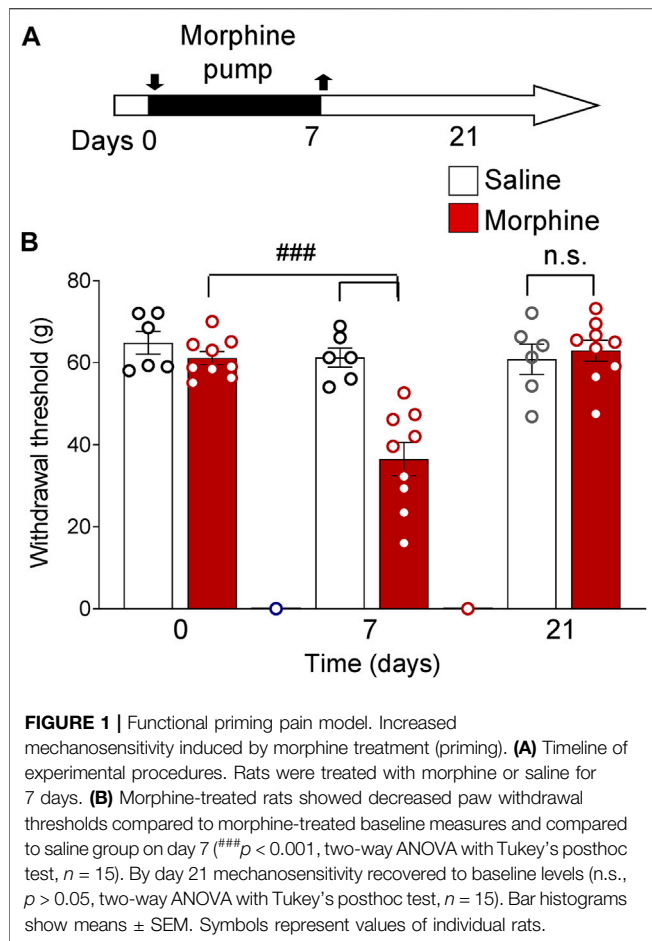 A
Morphine
pump
Days 0
7
21
Saline
Morphine
B
###
n.s.
80
60
40
20
0
Withdrawal threshold (g)
0
7
21
Time (days)
FIGURE 1 | Functional priming pain model. Increased
mechanosensitivity induced by morphine treatment (priming). (A) Timeline of
experimental procedures. Rats were treated with morphine or saline for
7 days. (B) Morphine-treated rats showed decreased paw withdrawal
thresholds compared to morphine-treated baseline measures and compared
to saline group on day 7 (###p < 0.001, two-way ANOVA with Tukey's posthoc
test, n = 15). By day 21 mechanosensitivity recovered to baseline levels (n.s.,
p > 0.05, two-way ANOVA with Tukey's posthoc test, n = 15). Bar histograms
show means ± SEM. Symbols represent values of individual rats.